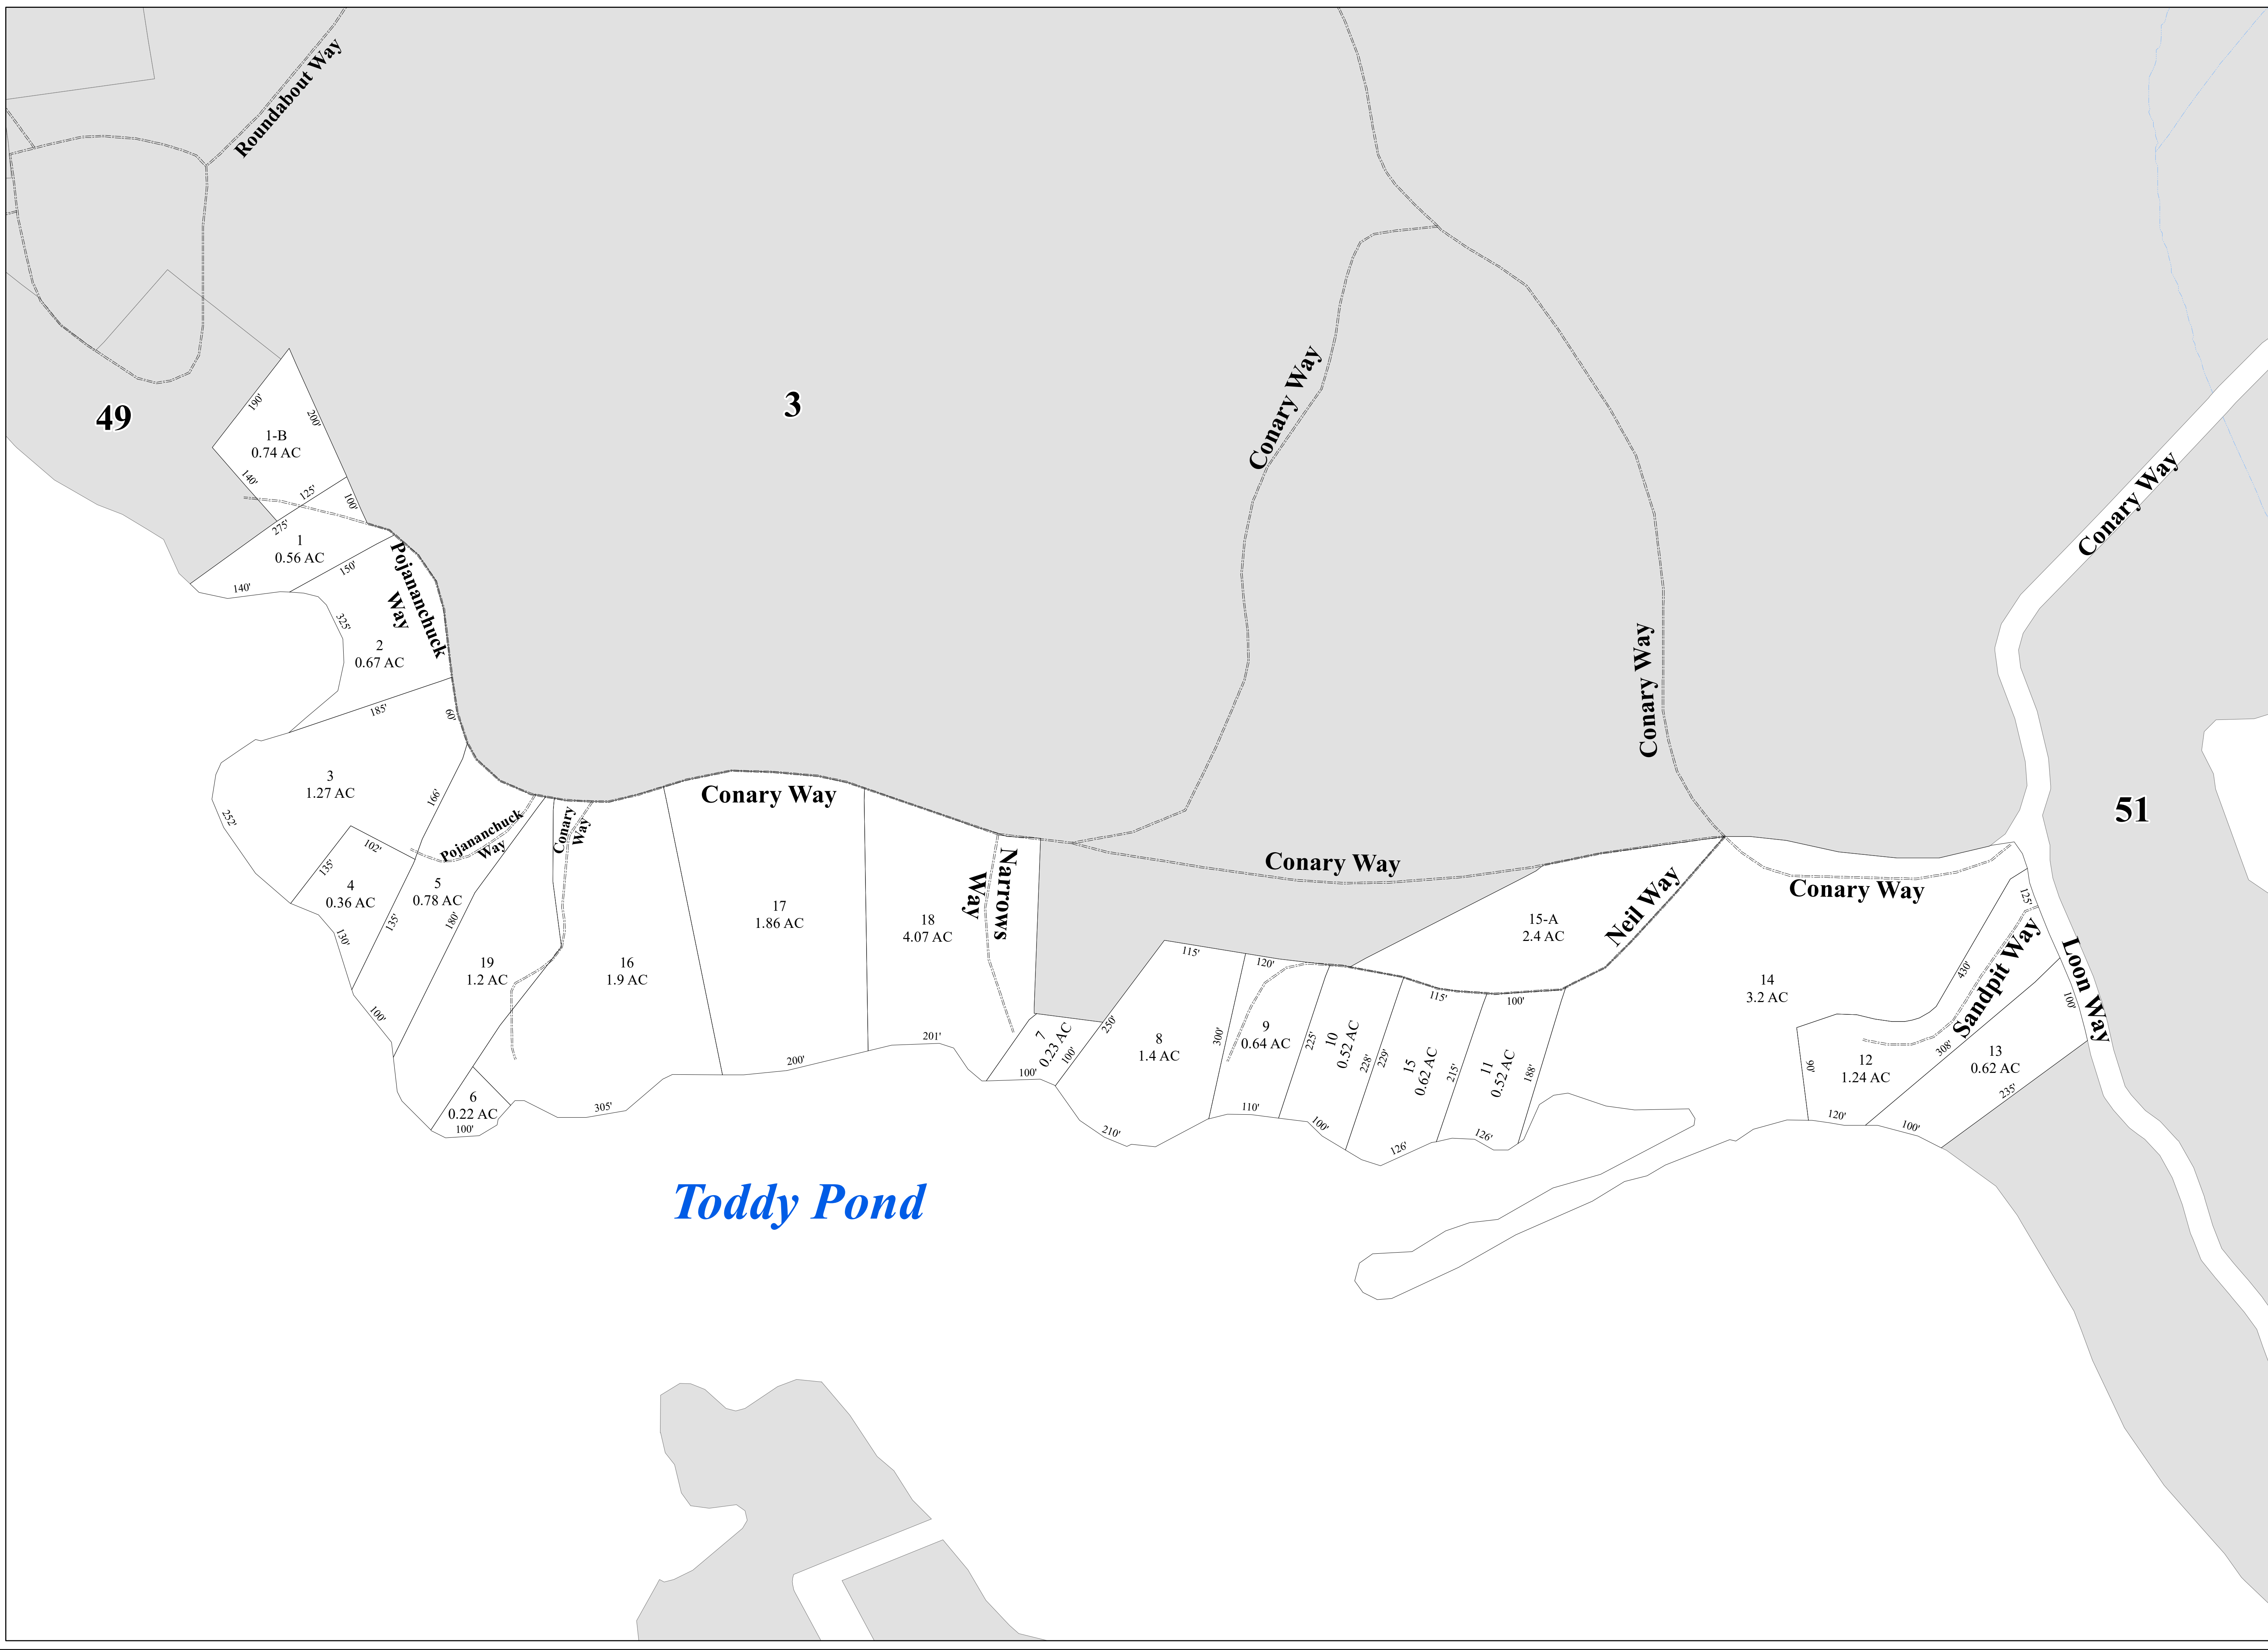 Roundabout Way
49
3
190'
200'
1-B
0.74 AC
140'
125'
100'
275'
1
0.56 AC
150'
140'
Pojananchuck
Way
325'
2
0.67 AC
185'
60'
3
1.27 AC
252'
166'
102'
135'
4
0.36 AC
130'
135'
Pojananchuck
Way
5
0.78 AC
180'
100'
Conary
Way
19
1.2 AC
6
0.22 AC
100'
16
1.9 AC
305'
Conary Way
17
1.86 AC
200'
18
4.07 AC
201'
Narrows
Way
7
0.23 AC
100'
100'
250'
115'
8
1.4 AC
210'
300'
120'
9
0.64 AC
110'
225'
10
0.52 AC
100'
228'
229'
115'
15
0.62 AC
126'
215'
100'
11
0.52 AC
126'
188'
Conary Way
Conary Way
Conary Way
15-A
2.4 AC
Neil Way
Conary Way
Conary Way
51
14
3.2 AC
430'
125'
Sandpit Way
Loon Way
100'
90'
12
1.24 AC
308'
120'
13
0.62 AC
235'
100'
Toddy Pond